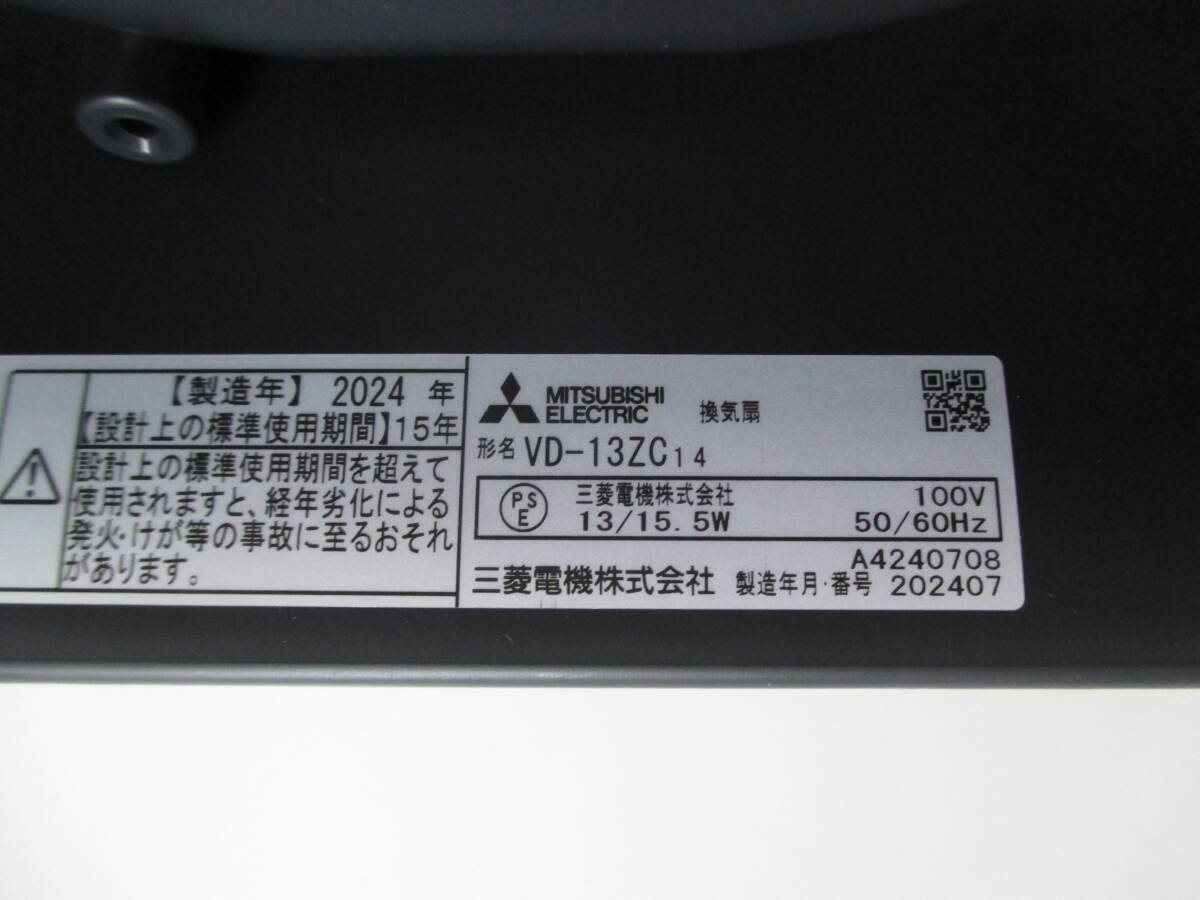 【製造年】 2024 年
【設計上の標準使用期間】15年
設計上の標準使用期間を超えて
使用されますと、経年劣化による
発火・けが等の事故に至るおそれ
があります。
MITSUBISHI
ELECTRIC
換気扇
形名 VD-13ZC14
PS
E
三菱電機株式会社 100V
13/15.5W 50/60Hz
A4240708
三菱電機株式会社 製造年月・番号 202407